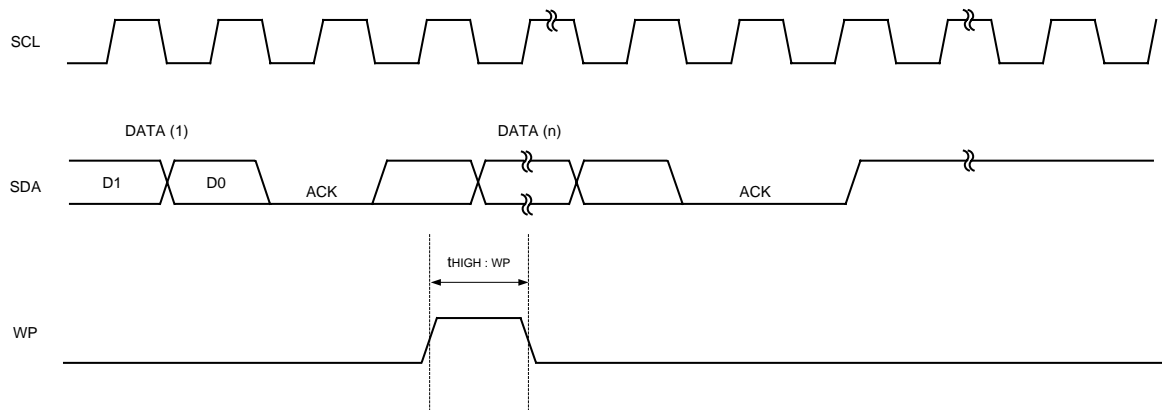 SCL
DATA (1) DATA (n)
SDA D1 D0 ACK ACK
tHIGH : WP
WP